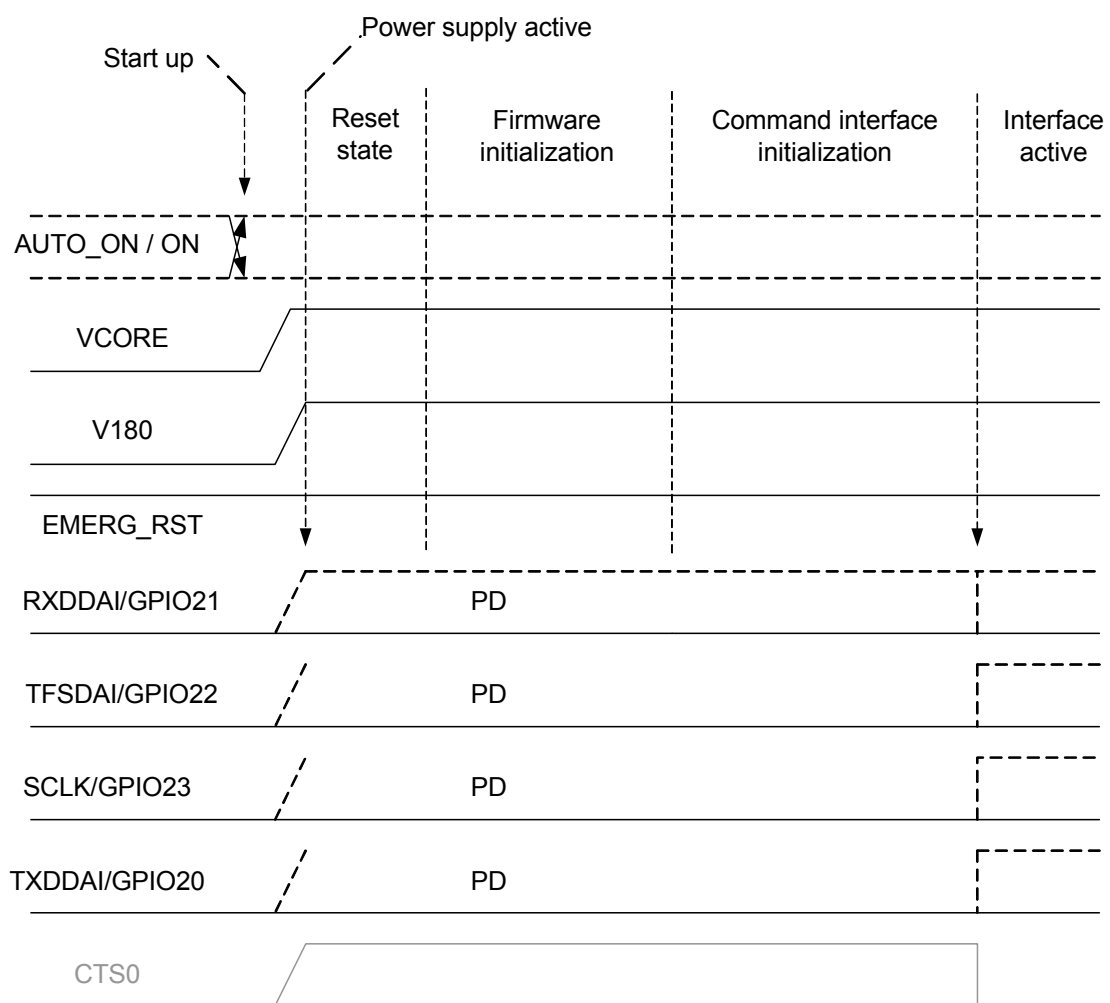 Power supply active
Start up
Reset
state
Firmware
initialization
Command interface
initialization
Interface
active
AUTO_ON / ON
VCORE
V180
EMERG_RST
RXDDAI/GPIO21 PD
TFSDAI/GPIO22 PD
SCLK/GPIO23 PD
TXDDAI/GPIO20 PD
CTS0